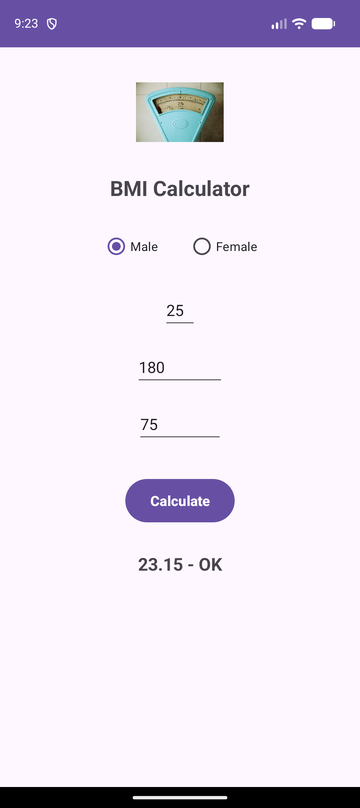 9:23
BMI Calculator
Male Female
25
180
75
Calculate
23.15 - OK